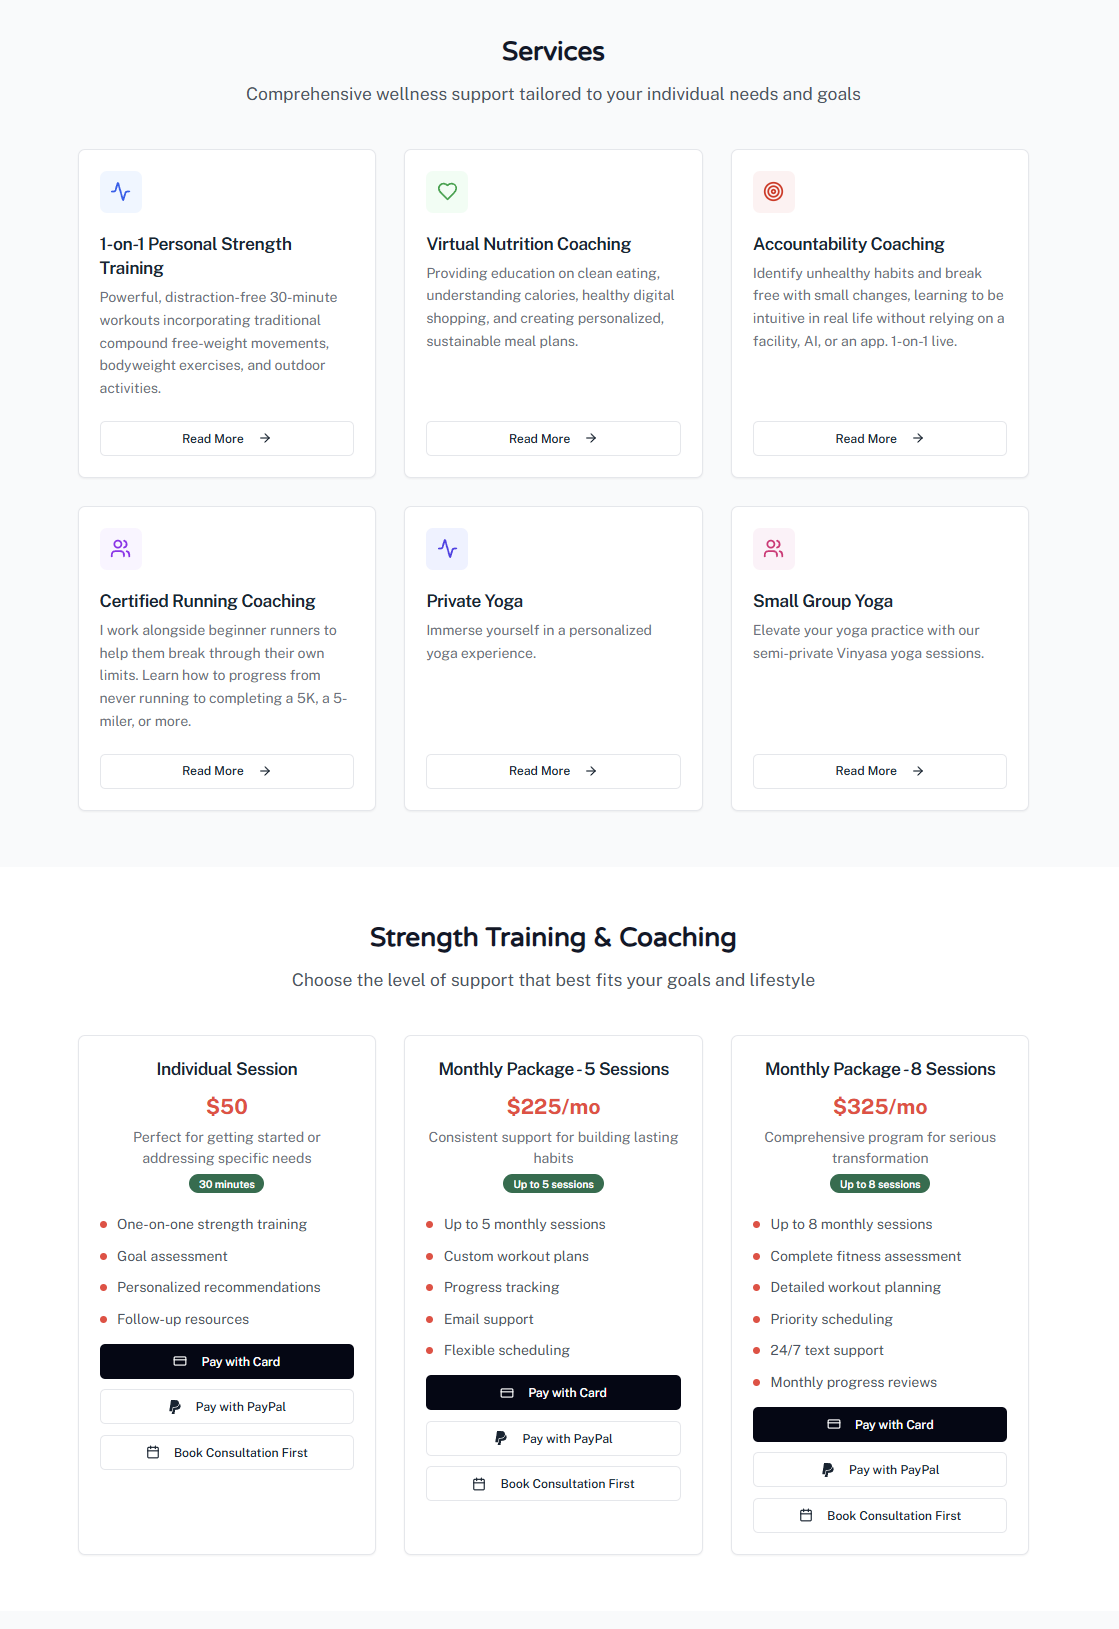 Services
Comprehensive wellness support tailored to your individual needs and goals
1-on-1 Personal Strength
Training
Powerful, distraction-free 30-minute
workouts incorporating traditional
compound free-weight movements,
bodyweight exercises, and outdoor
activities.
Read More
Virtual Nutrition Coaching
Providing education on clean eating,
understanding calories, healthy digital
shopping, and creating personalized,
sustainable meal plans.
Read More
Accountability Coaching
Identify unhealthy habits and break
free with small changes, learning to be
intuitive in real life without relying on a
facility, AI, or an app. 1-on-1 live.
Read More
Certified Running Coaching
I work alongside beginner runners to
help them break through their own
limits. Learn how to progress from
never running to completing a 5K, a 5-
miler, or more.
Read More
Private Yoga
Immerse yourself in a personalized
yoga experience.
Read More
Small Group Yoga
Elevate your yoga practice with our
semi-private Vinyasa yoga sessions.
Read More
Strength Training & Coaching
Choose the level of support that best fits your goals and lifestyle
Individual Session
$50
Perfect for getting started or
addressing specific needs
30 minutes
One-on-one strength training
Goal assessment
Personalized recommendations
Follow-up resources
Pay with Card
Pay with PayPal
Book Consultation First
Monthly Package - 5 Sessions
$225/mo
Consistent support for building lasting
habits
Up to 5 sessions
Up to 5 monthly sessions
Custom workout plans
Progress tracking
Email support
Flexible scheduling
Pay with Card
Pay with PayPal
Book Consultation First
Monthly Package - 8 Sessions
$325/mo
Comprehensive program for serious
transformation
Up to 8 sessions
Up to 8 monthly sessions
Complete fitness assessment
Detailed workout planning
Priority scheduling
24/7 text support
Monthly progress reviews
Pay with Card
Pay with PayPal
Book Consultation First